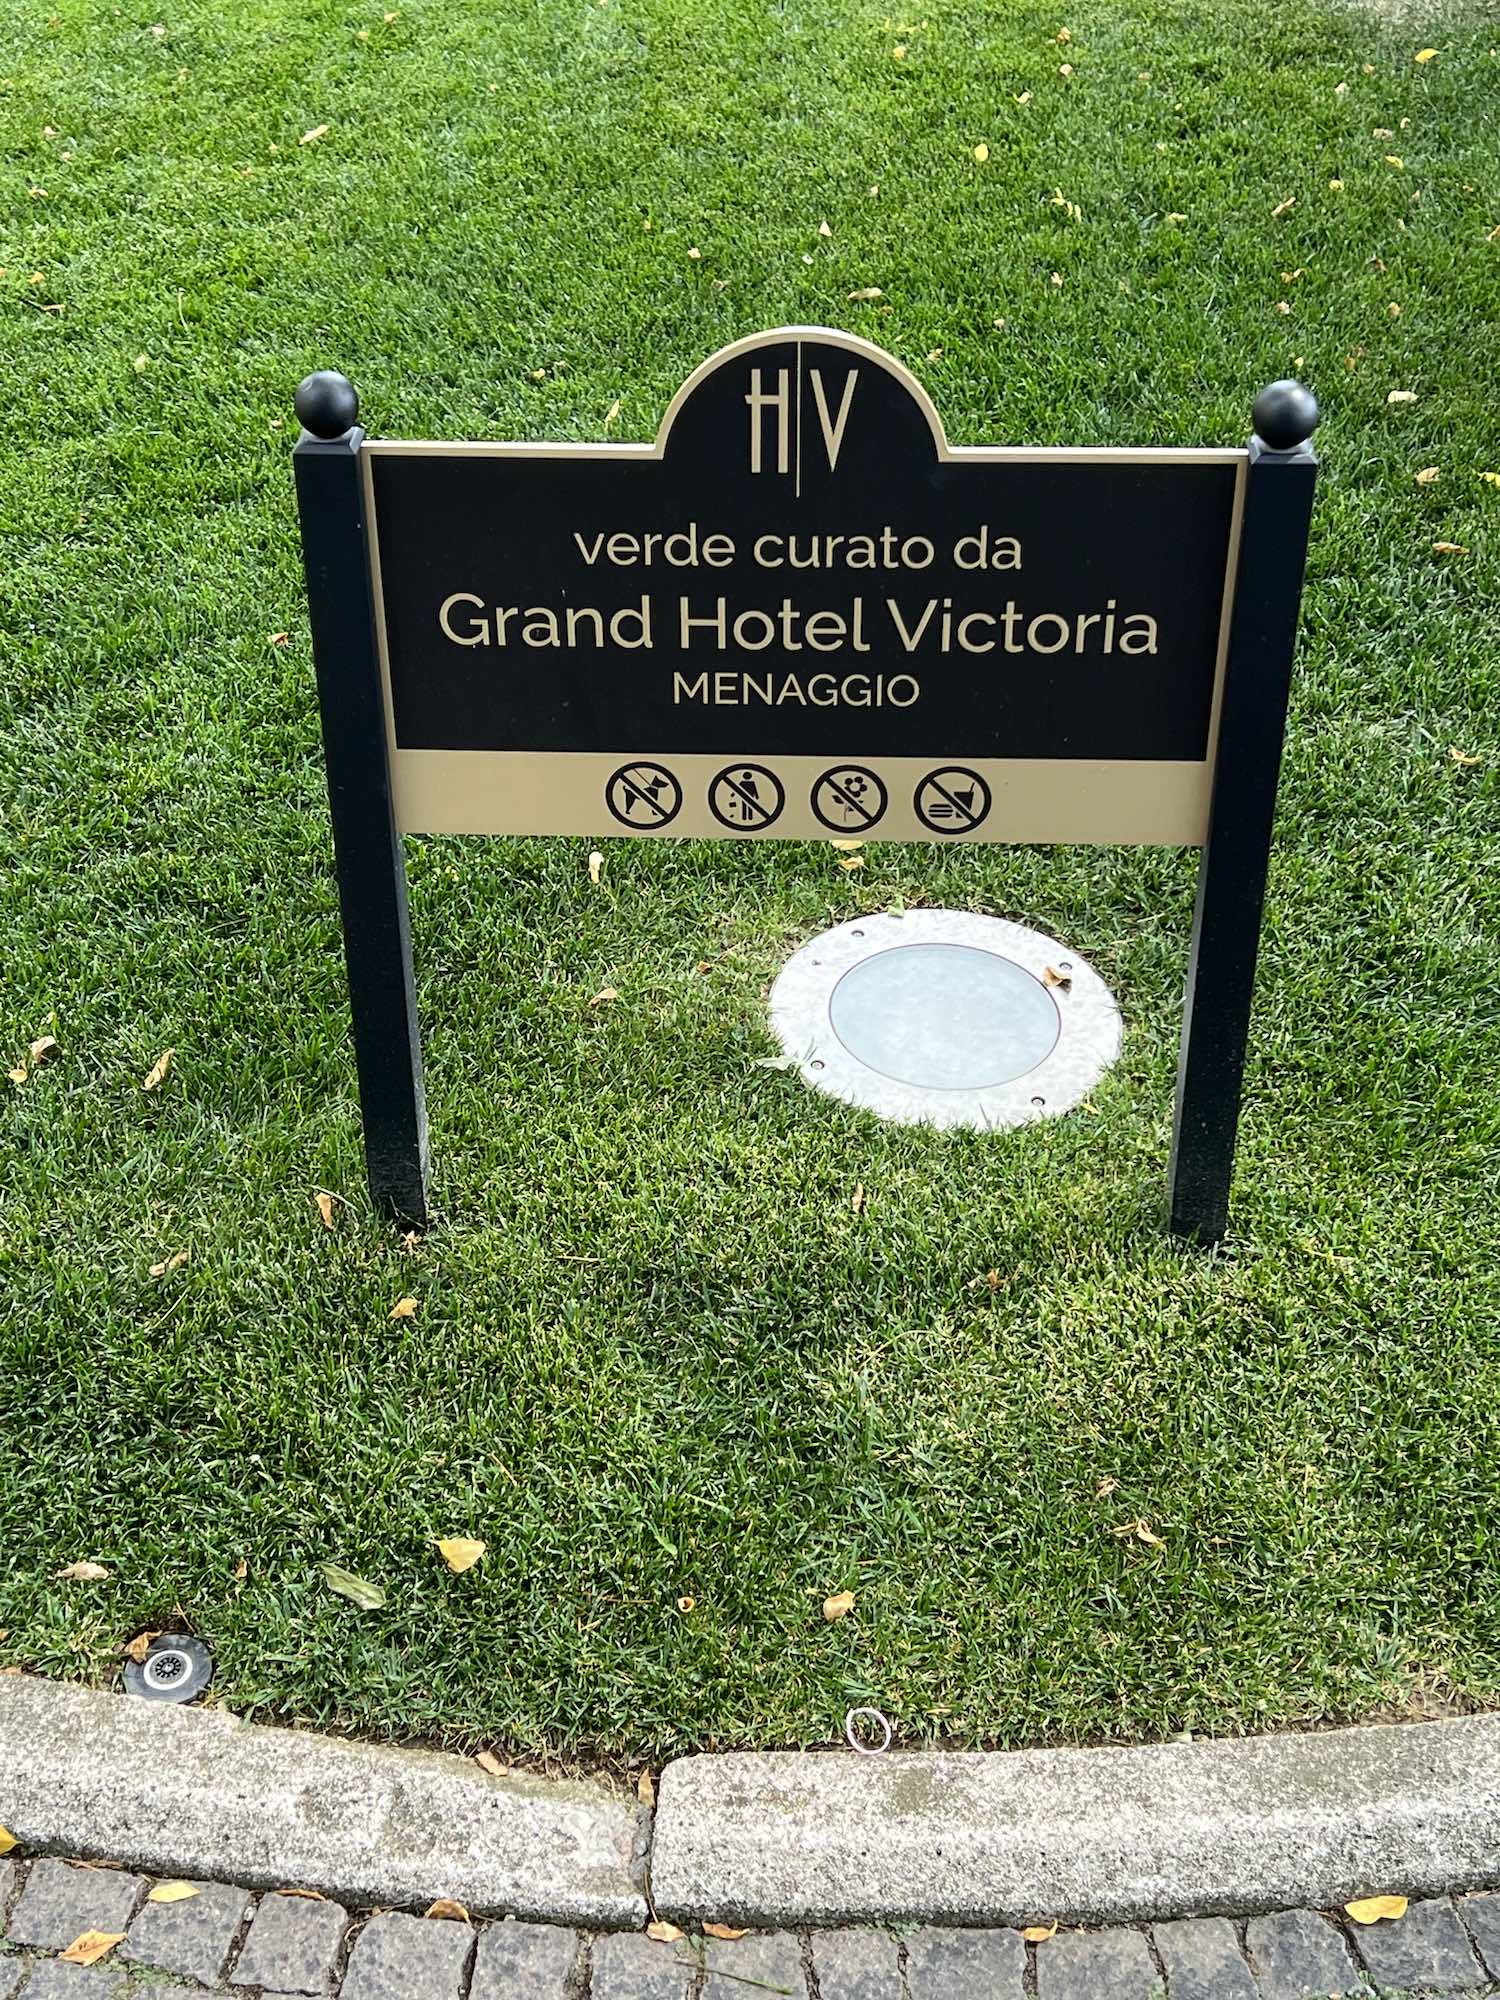 H|V
verde curato da
Grand Hotel Victoria
MENAGGIO